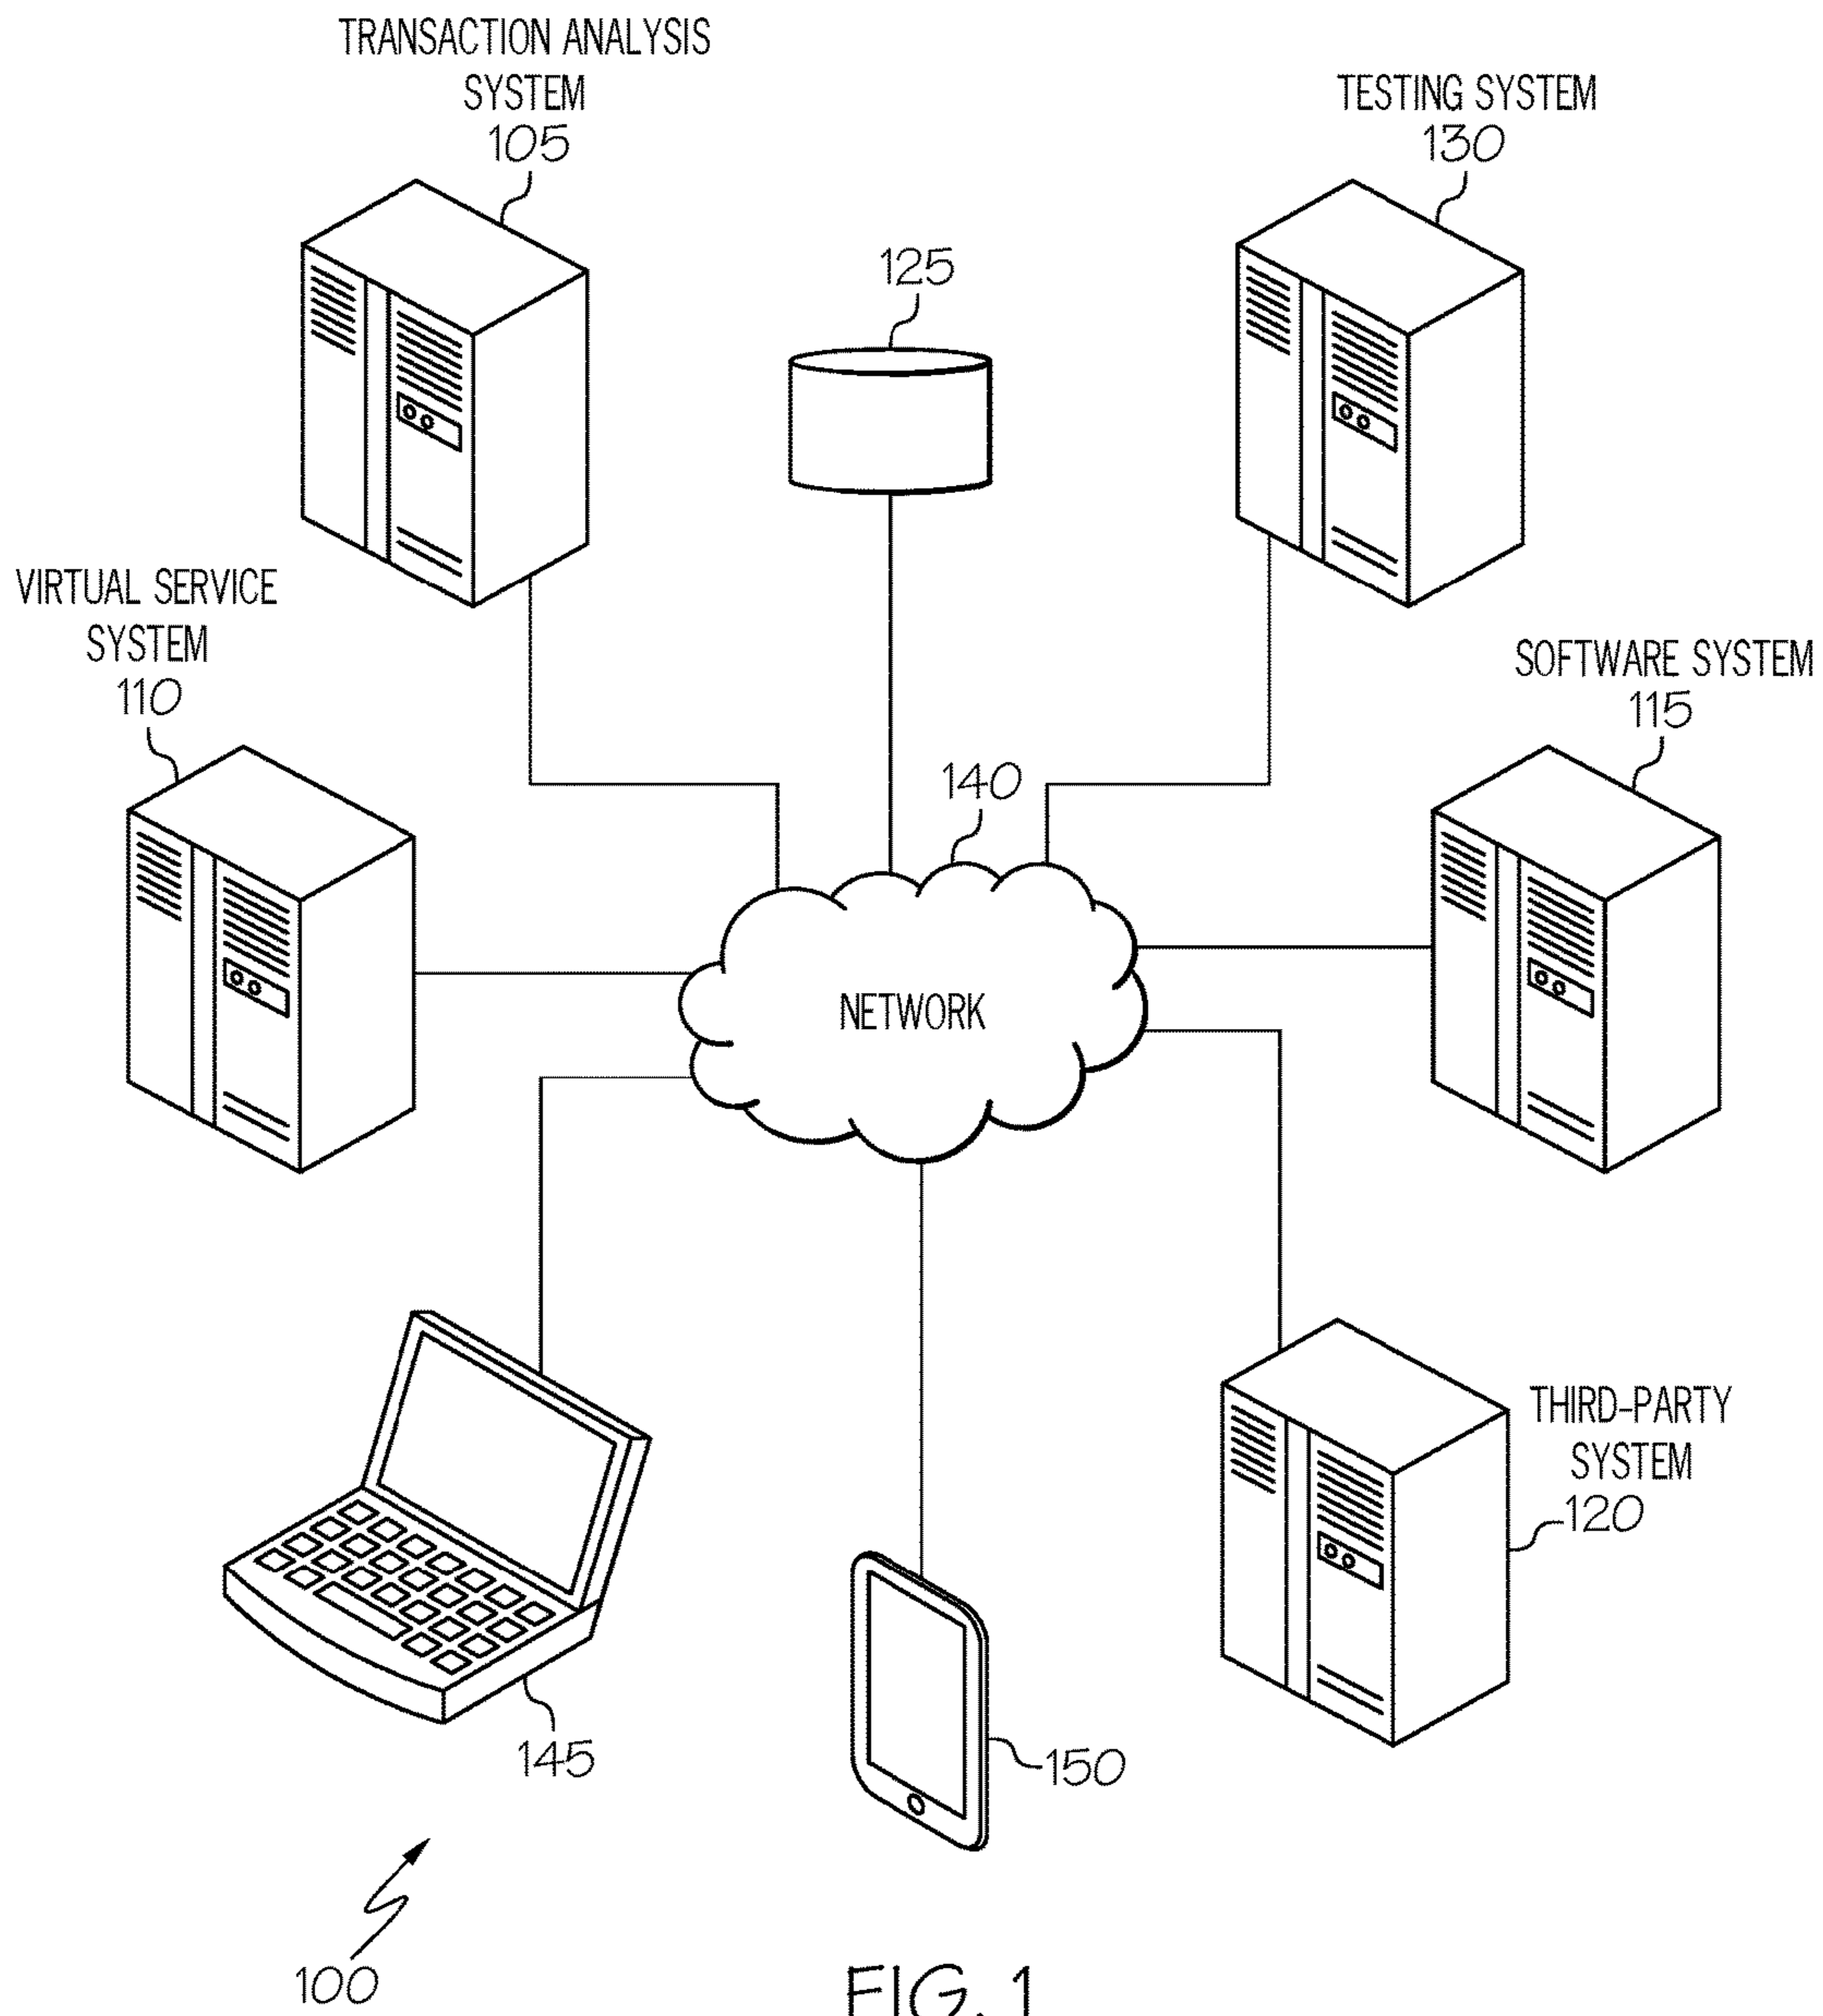 TRANSACTION ANALYSIS
SYSTEM
105
TESTING SYSTEM
130
125
VIRTUAL SERVICE
SYSTEM
110
SOFTWARE SYSTEM
115
140
NETWORK
THIRD-PARTY
SYSTEM
120
145
150
100
FIG. 1